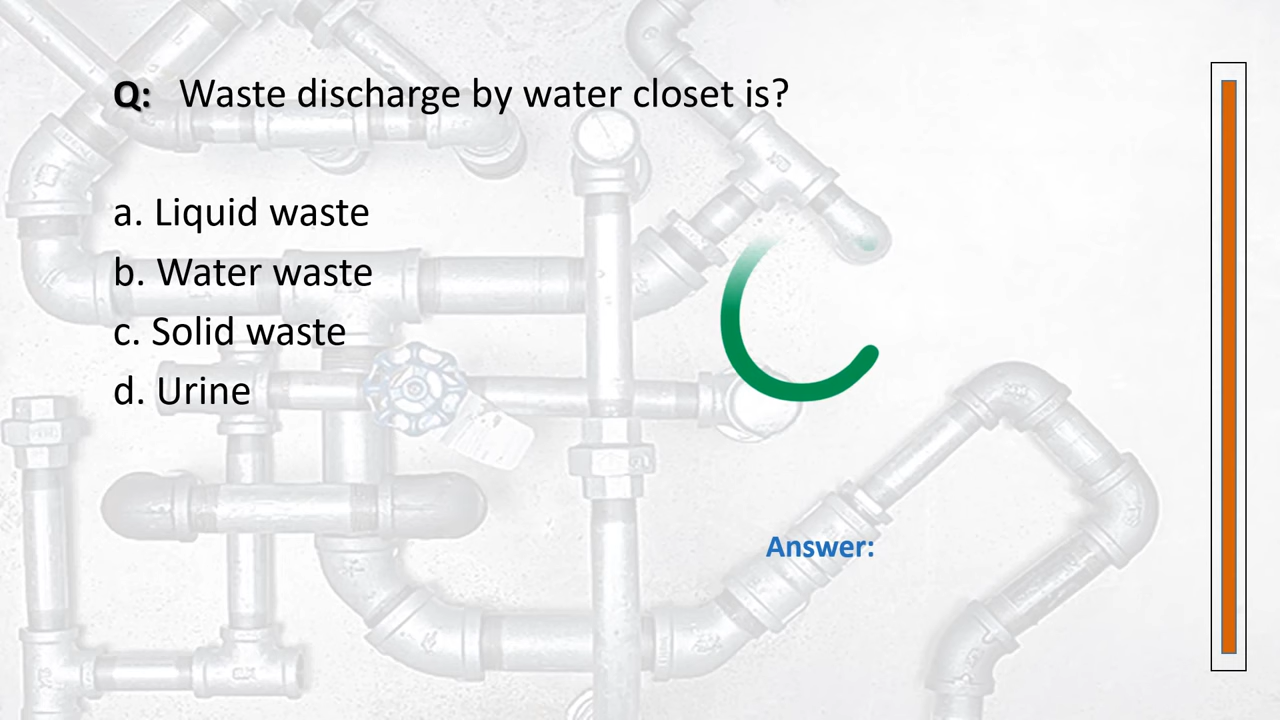 Q: Waste discharge by water closet is?
a. Liquid waste
b. Water waste
c. Solid waste
d. Urine
Answer: